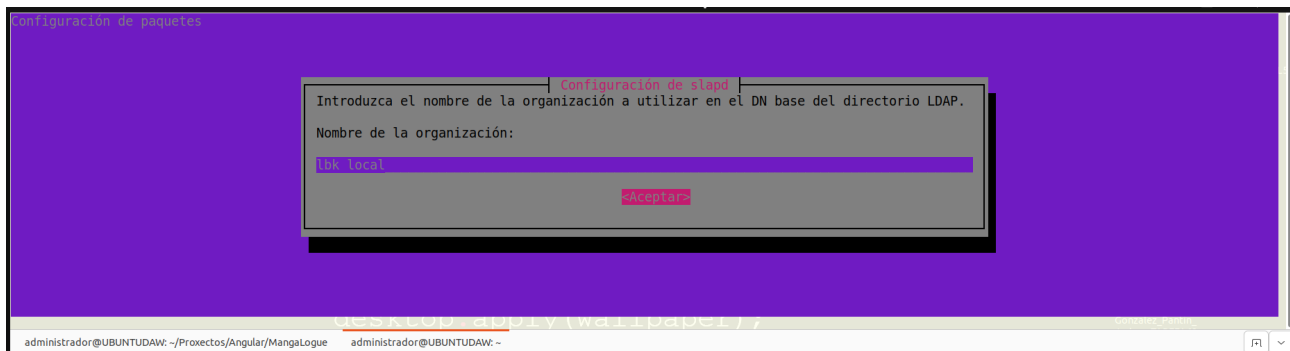 Configuración de paquetes
Configuración de slapd
Introduzca el nombre de la organización a utilizar en el DN base del directorio LDAP.
Nombre de la organización:
lbk local
<Aceptar>
desktop.apply(wallpaper);
administrador@UBUNTUDAW: ~/Proxectos/Angular/MangaLogue
administrador@UBUNTUDAW: ~